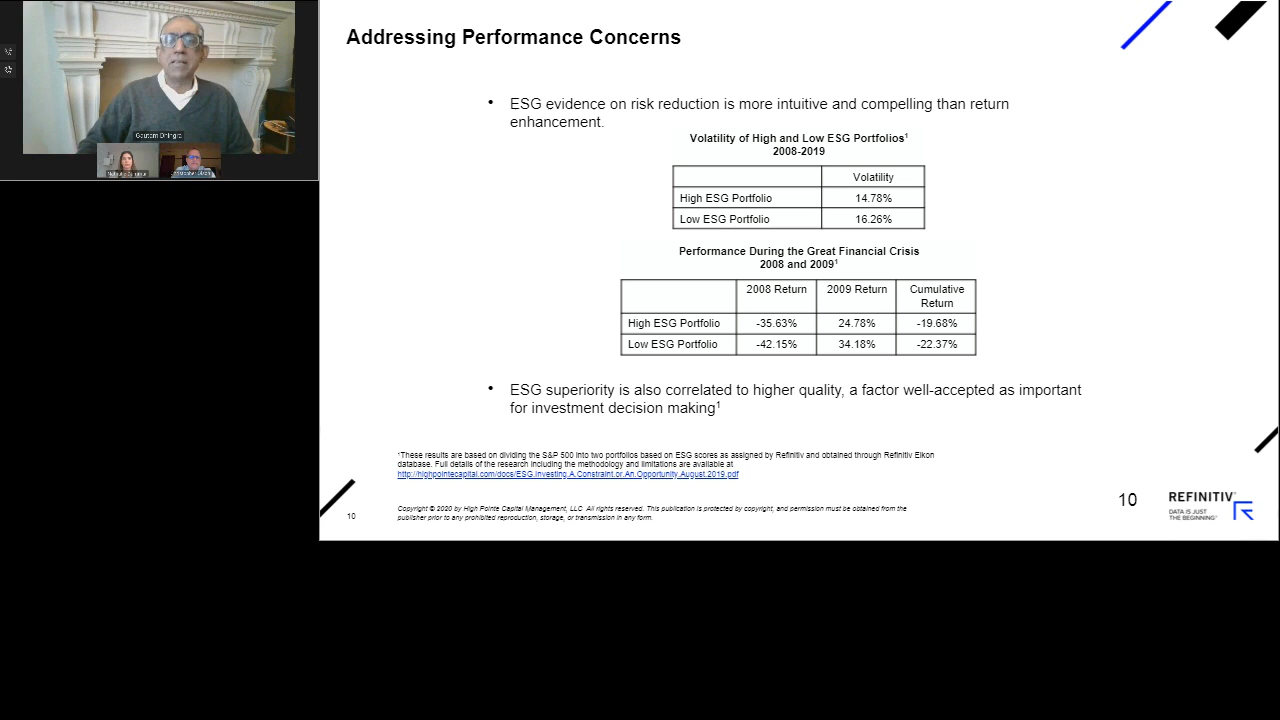 Addressing Performance Concerns
• ESG evidence on risk reduction is more intuitive and compelling than return
enhancement.
Volatility of High and Low ESG Portfolios¹
2008-2019
Volatility
High ESG Portfolio 14.78%
Low ESG Portfolio 16.26%
Performance During the Great Financial Crisis
2008 and 2009¹
2008 Return 2009 Return Cumulative
Return
High ESG Portfolio -35.63% 24.78% -19.68%
Low ESG Portfolio -42.15% 34.18% -22.37%
• ESG superiority is also correlated to higher quality, a factor well-accepted as important
for investment decision making¹
¹These results are based on dividing the S&P 500 into two portfolios based on ESG scores as assigned by Refinitiv and obtained through Refinitiv Eikon
database. Full details of the research including the methodology and limitations are available at
http://highpointecapital.com/docs/ESG.Investing.A.Constraint.or.An.Opportunity.August.2019.pdf
Copyright © 2020 by High Pointe Capital Management, LLC All rights reserved. This publication is protected by copyright, and permission must be obtained from the
publisher prior to any prohibited reproduction, storage, or transmission in any form.
10
10
REFINITIV
DATA IS JUST
THE BEGINNING
Gautam Dhingra
Christopher